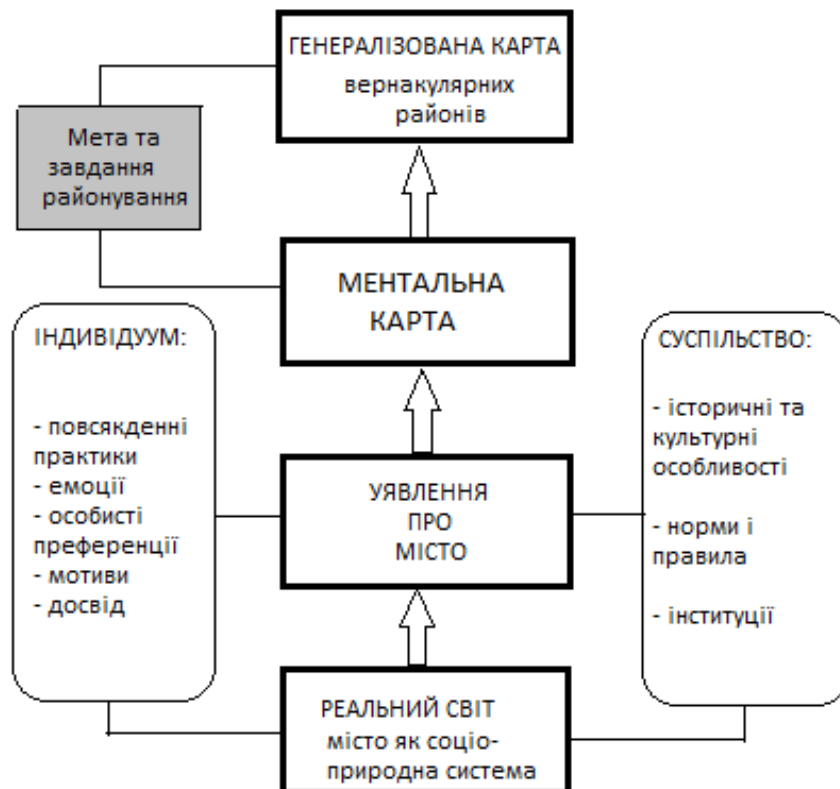 ГЕНЕРАЛІЗОВАНА КАРТА
вернакулярних
районів
Мета та
завдання
районування
МЕНТАЛЬНА
КАРТА
ІНДИВІДУУМ:
- повсякденні
практики
- емоції
- особисті
преференції
- мотиви
- досвід
УЯВЛЕННЯ
ПРО
МІСТО
СУСПІЛЬСТВО:
- історичні та
культурні
особливості
- норми і
правила
- інституції
РЕАЛЬНИЙ СВІТ
місто як соціо-
природна система